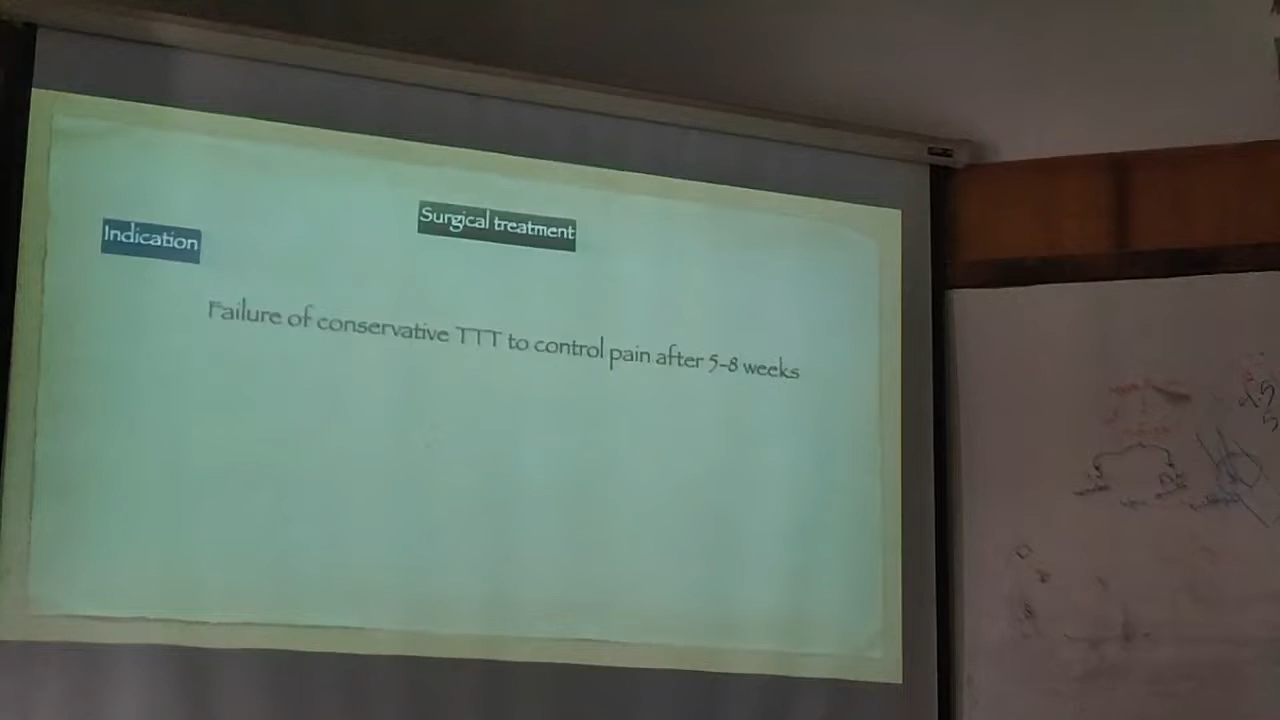 Surgical treatment
Indication
Failure of conservative TTT to control pain after 5-8 weeks